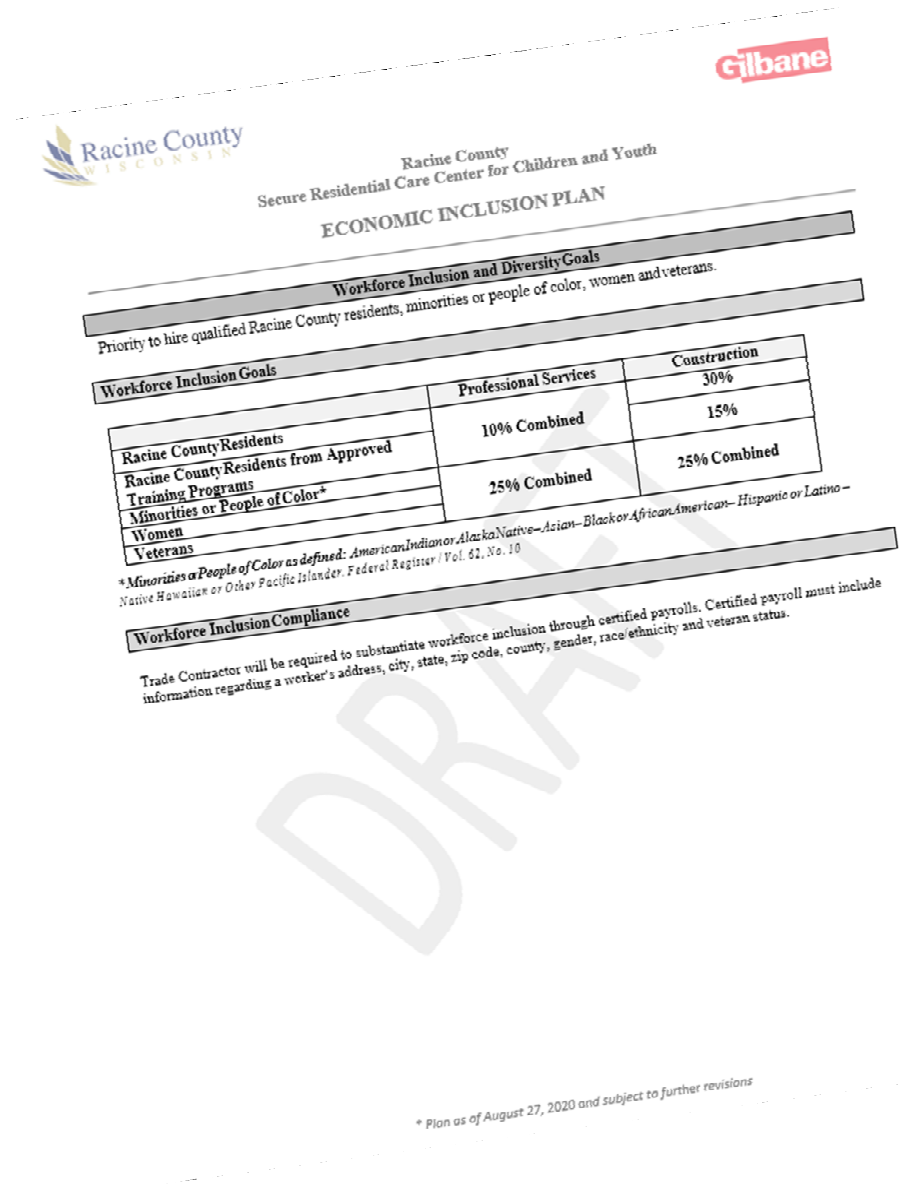 Gilbane
Racine County
WISCONSIN
Racine County
Secure Residential Care Center for Children and Youth
ECONOMIC INCLUSION PLAN
Workforce Inclusion and Diversity Goals
Priority to hire qualified Racine County residents, minorities or people of color, women and veterans.
Workforce Inclusion Goals
Professional Services Construction
Racine County Residents 10% Combined 30%
Racine County Residents from Approved
Training Programs 15%
Minorities or People of Color* 25% Combined 25% Combined
Women
Veterans
* Minorities or People of Color as defined: American Indian or Alaska Native – Asian – Black or African American – Hispanic or Latino –
Native Hawaiian or Other Pacific Islander. Federal Register / Vol. 62, No. 10
Workforce Inclusion Compliance
Trade Contractor will be required to substantiate workforce inclusion through certified payrolls. Certified payroll must include
information regarding a worker's address, city, state, zip code, county, gender, race/ethnicity and veteran status.
DRAFT
* Plan as of August 27, 2020 and subject to further revisions